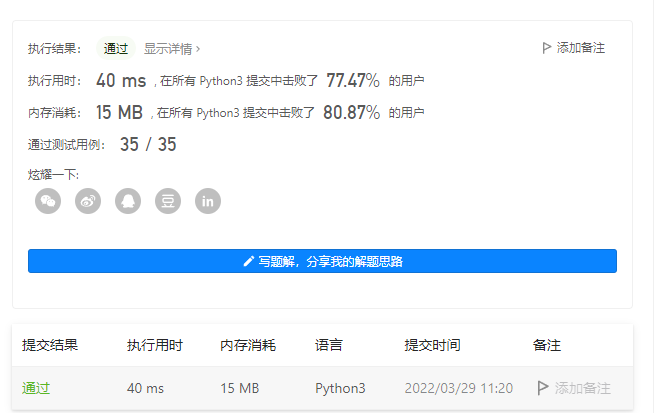 执行结果： 通过 显示详情 › 添加备注
执行用时： 40 ms , 在所有 Python3 提交中击败了 77.47% 的用户
内存消耗： 15 MB , 在所有 Python3 提交中击败了 80.87% 的用户
通过测试用例： 35 / 35
炫耀一下:
写题解，分享我的解题思路
提交结果 执行用时 内存消耗 语言 提交时间 备注
通过 40 ms 15 MB Python3 2022/03/29 11:20 添加备注